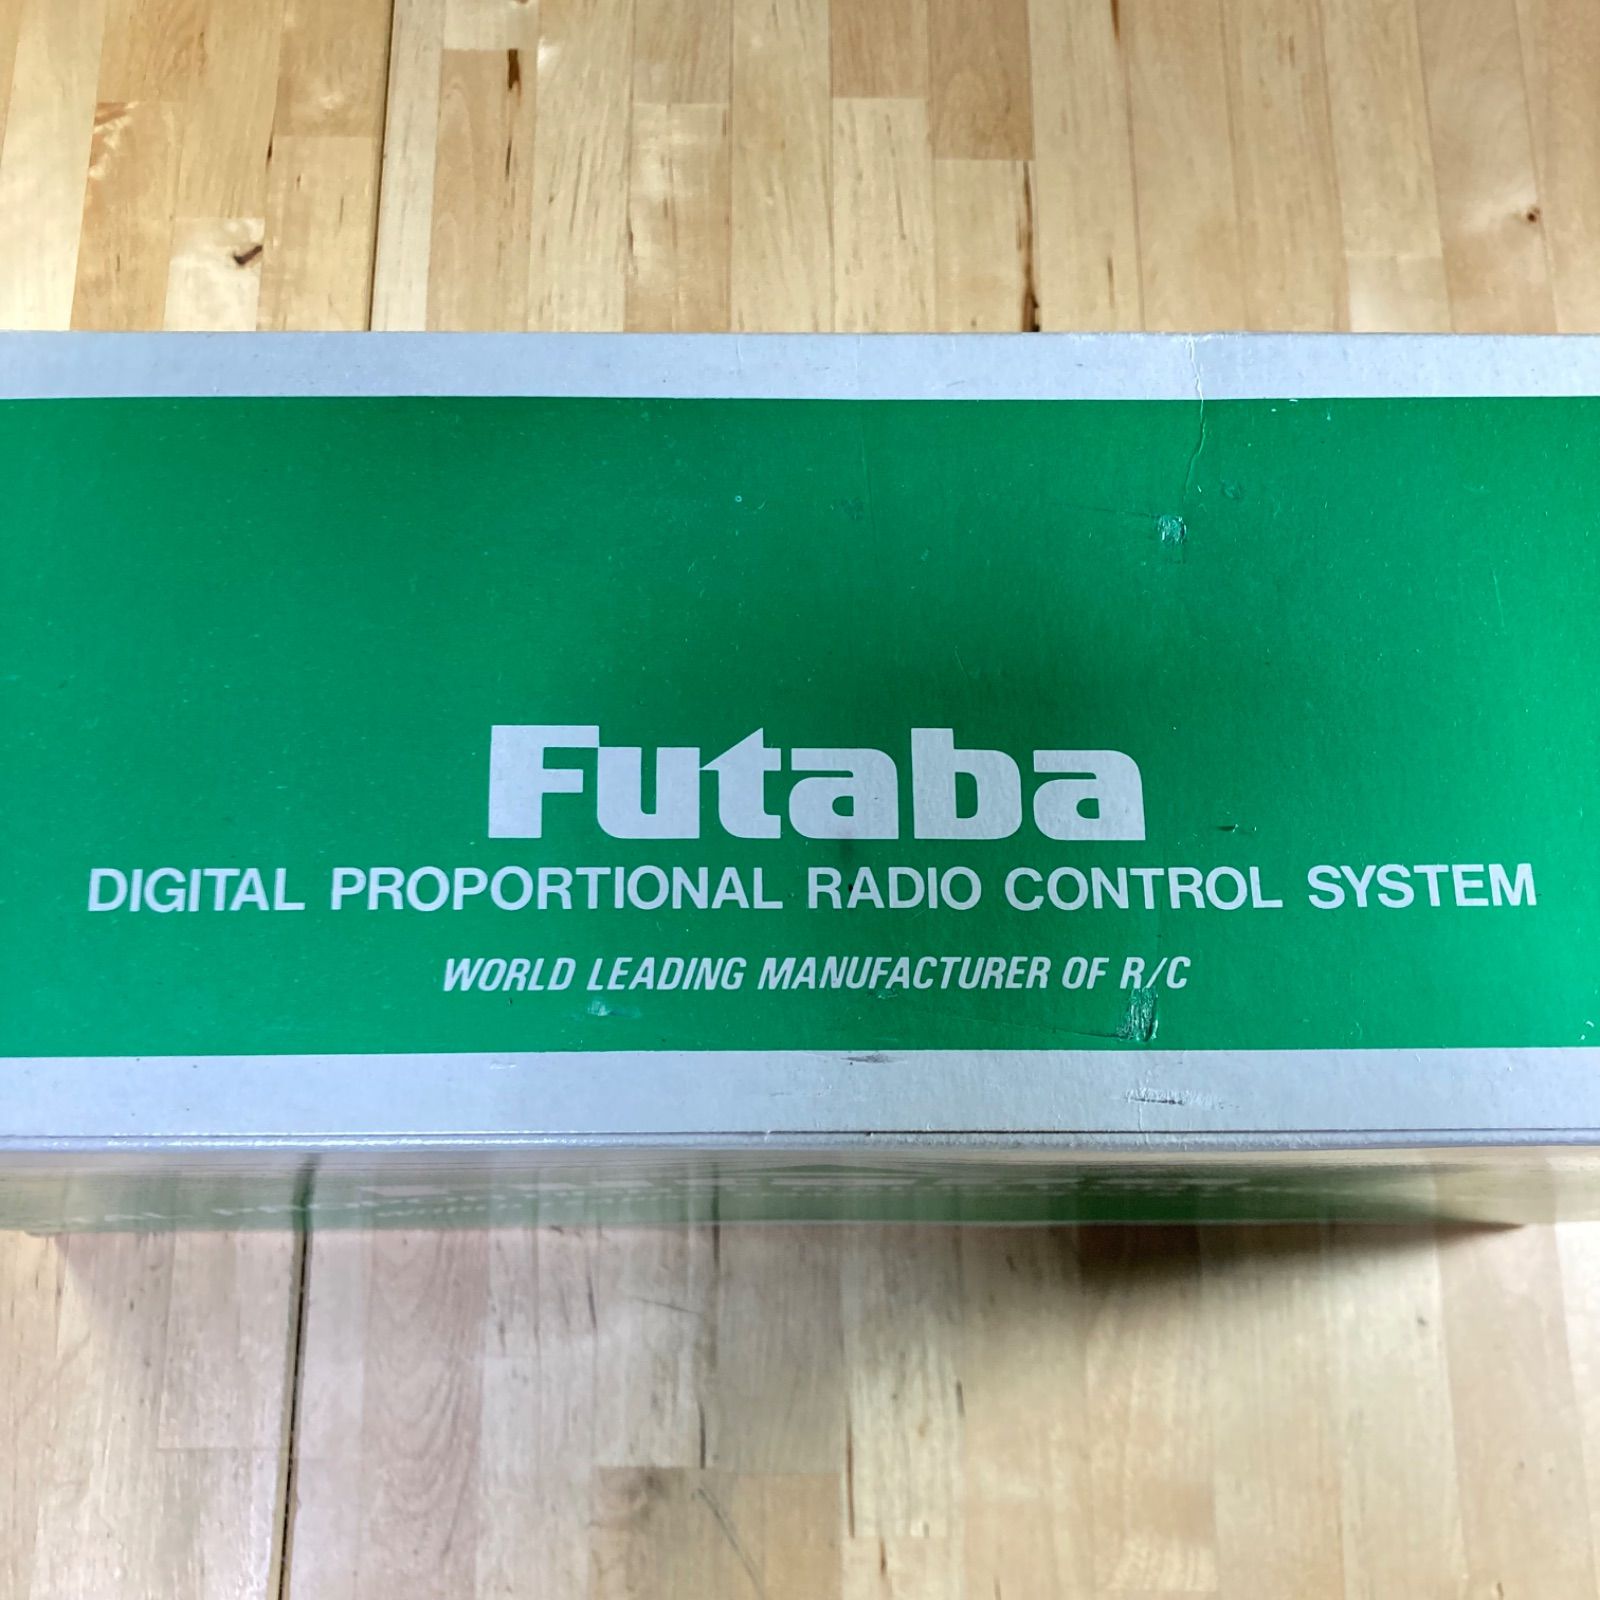 Futaba
DIGITAL PROPORTIONAL RADIO CONTROL SYSTEM
WORLD LEADING MANUFACTURER OF R/C